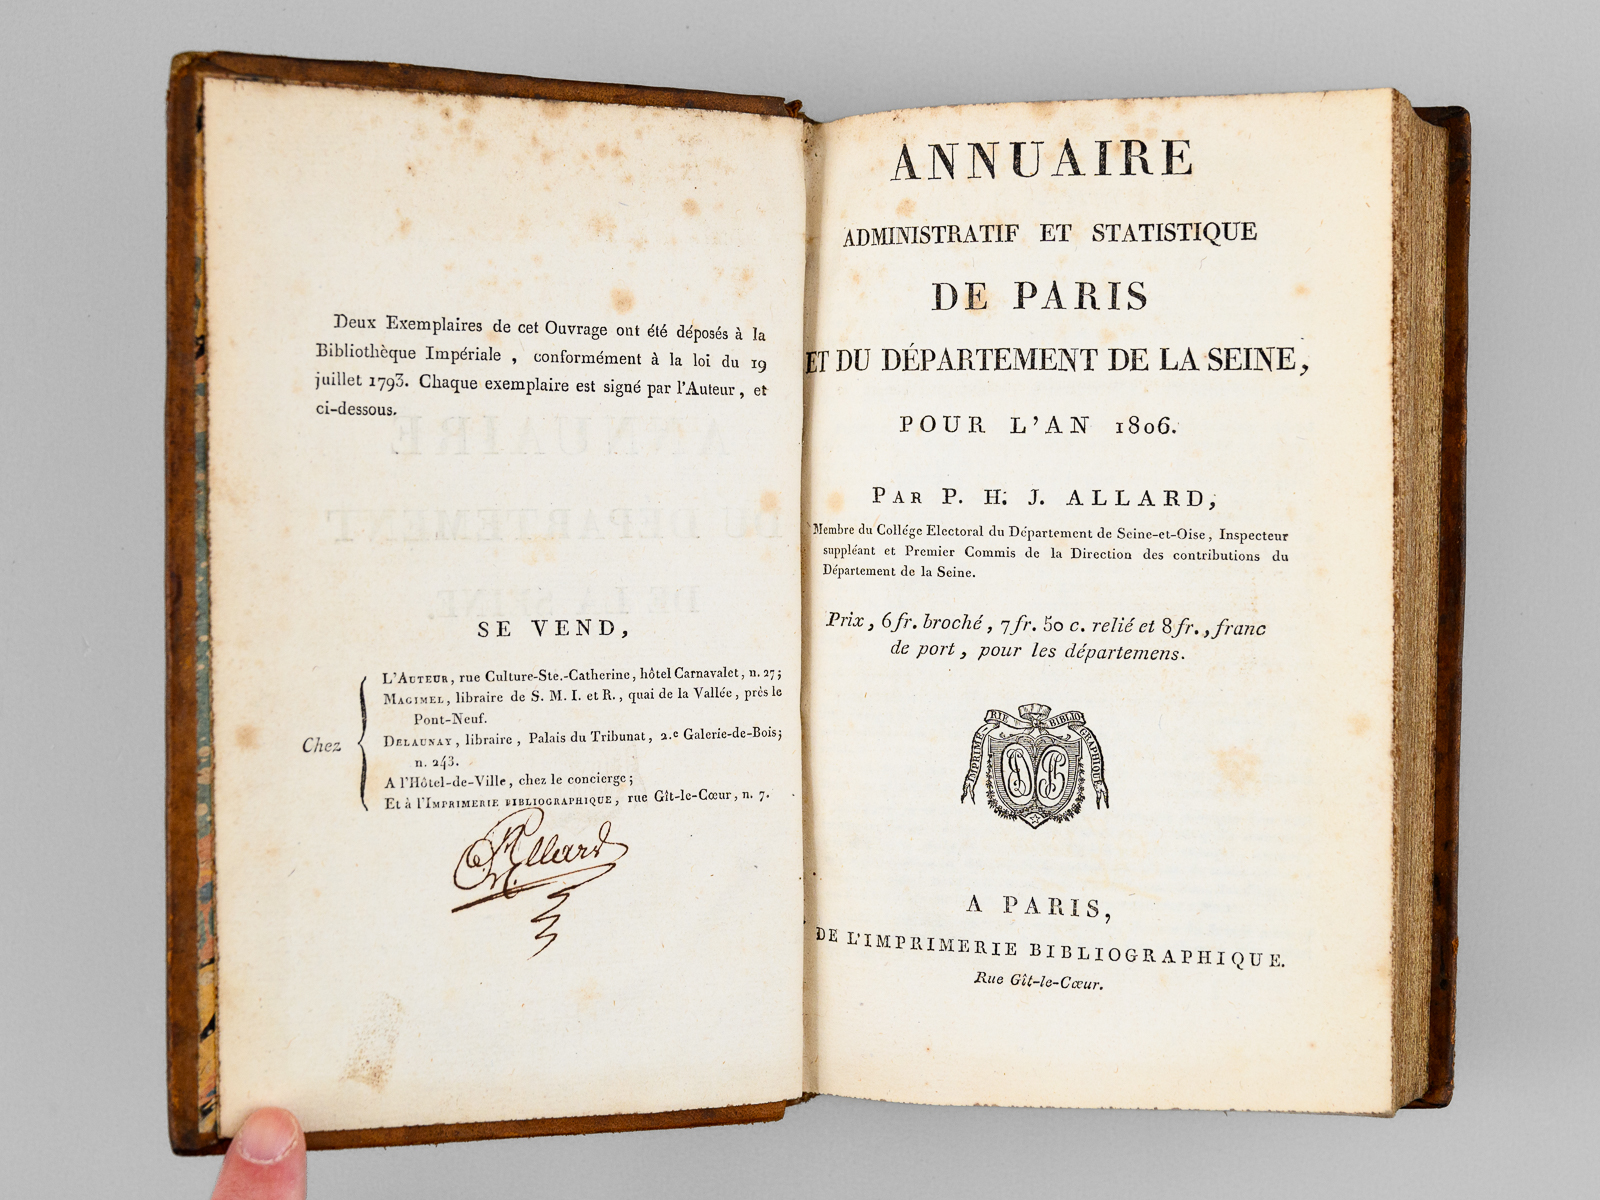 Deux Exemplaires de cet Ouvrage ont été déposés à la
Bibliothèque Impériale , conformément à la loi du 19
juillet 1793. Chaque exemplaire est signé par l'Auteur , et
ci-dessous.
SE VEND,
Chez
L'AUTEUR, rue Culture-Ste.-Catherine, hôtel Carnavalet, n. 27;
MAGIMEL, libraire de S. M. I. et R., quai de la Vallée, près le
Pont-Neuf.
DELAUNAY, libraire, Palais du Tribunat, 2.e Galerie-de-Bois;
n. 243.
A l'Hôtel-de-Ville, chez le concierge;
Et à l'IMPRIMERIE BIBLIOGRAPHIQUE, rue Gît-le-Cœur, n. 7.
Allard
ANNUAIRE
ADMINISTRATIF ET STATISTIQUE
DE PARIS
ET DU DÉPARTEMENT DE LA SEINE,
POUR L'AN 1806.
PAR P. H. J. ALLARD,
Membre du Collége Electoral du Département de Seine-et-Oise, Inspecteur
suppléant et Premier Commis de la Direction des contributions du
Département de la Seine.
Prix, 6 fr. broché, 7 fr. 50 c. relié et 8 fr., franc
de port, pour les départemens.
IMPRIMERIE BIBLIOGRAPHIQUE
A PARIS,
DE L'IMPRIMERIE BIBLIOGRAPHIQUE.
Rue Gît-le-Cœur.